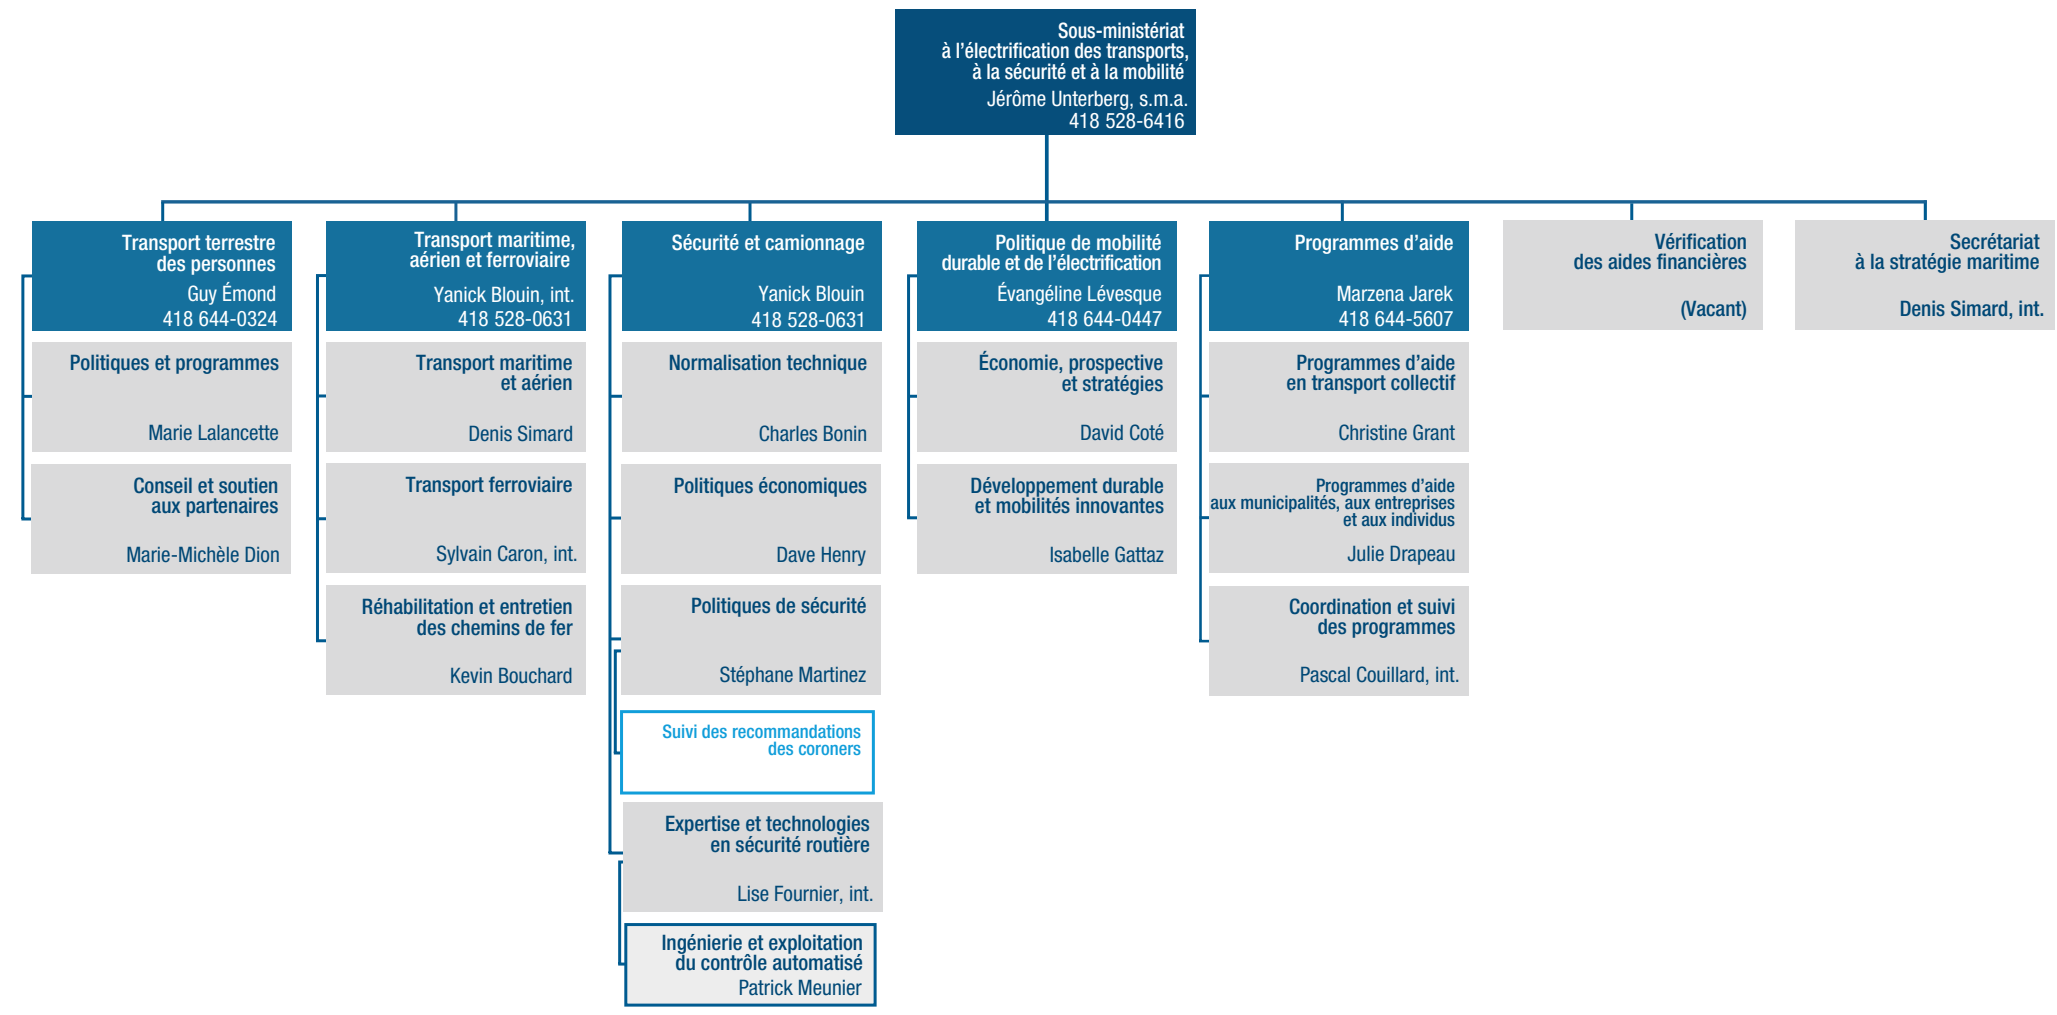 Sous-ministériat
à l'électrification des transports,
à la sécurité et à la mobilité
Jérôme Unterberg, s.m.a.
418 528-6416
Transport terrestre
des personnes
Guy Émond
418 644-0324
Politiques et programmes
Marie Lalancette
Conseil et soutien
aux partenaires
Marie-Michèle Dion
Transport maritime,
aérien et ferroviaire
Yanick Blouin, int.
418 528-0631
Transport maritime
et aérien
Denis Simard
Transport ferroviaire
Sylvain Caron, int.
Réhabilitation et entretien
des chemins de fer
Kevin Bouchard
Sécurité et camionnage
Yanick Blouin
418 528-0631
Normalisation technique
Charles Bonin
Politiques économiques
Dave Henry
Politiques de sécurité
Stéphane Martinez
Suivi des recommandations
des coroners
Expertise et technologies
en sécurité routière
Lise Fournier, int.
Ingénierie et exploitation
du contrôle automatisé
Patrick Meunier
Politique de mobilité
durable et de l'électrification
Évangéline Lévesque
418 644-0447
Économie, prospective
et stratégies
David Coté
Développement durable
et mobilités innovantes
Isabelle Gattaz
Programmes d'aide
Marzena Jarek
418 644-5607
Programmes d'aide
en transport collectif
Christine Grant
Programmes d'aide
aux municipalités, aux entreprises
et aux individus
Julie Drapeau
Coordination et suivi
des programmes
Pascal Couillard, int.
Vérification
des aides financières
(Vacant)
Secrétariat
à la stratégie maritime
Denis Simard, int.